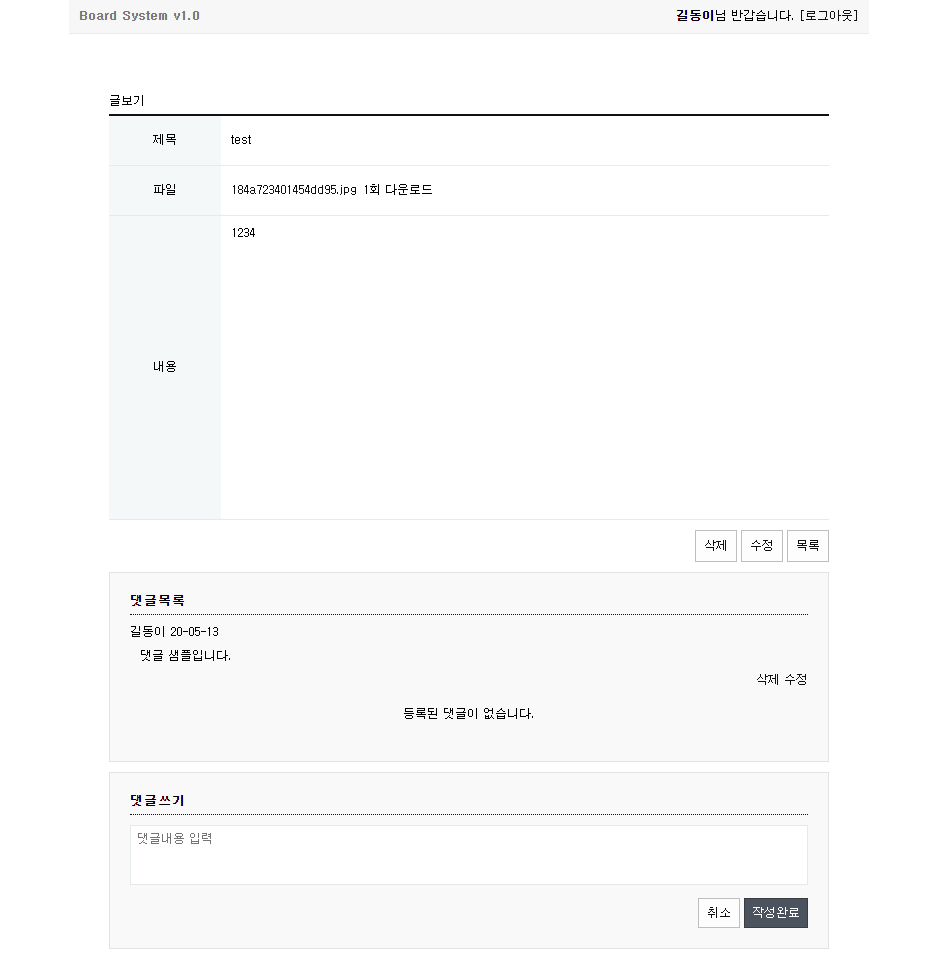 Board System v1.0 길동이님 반갑습니다. [로그아웃]
글보기
제목 test
파일 184a723401454dd95.jpg 1회 다운로드
1234
내용
삭제 수정 목록
댓글목록
길동이 20-05-13
댓글 샘플입니다.
삭제 수정
등록된 댓글이 없습니다.
댓글쓰기
댓글내용 입력
취소 작성완료